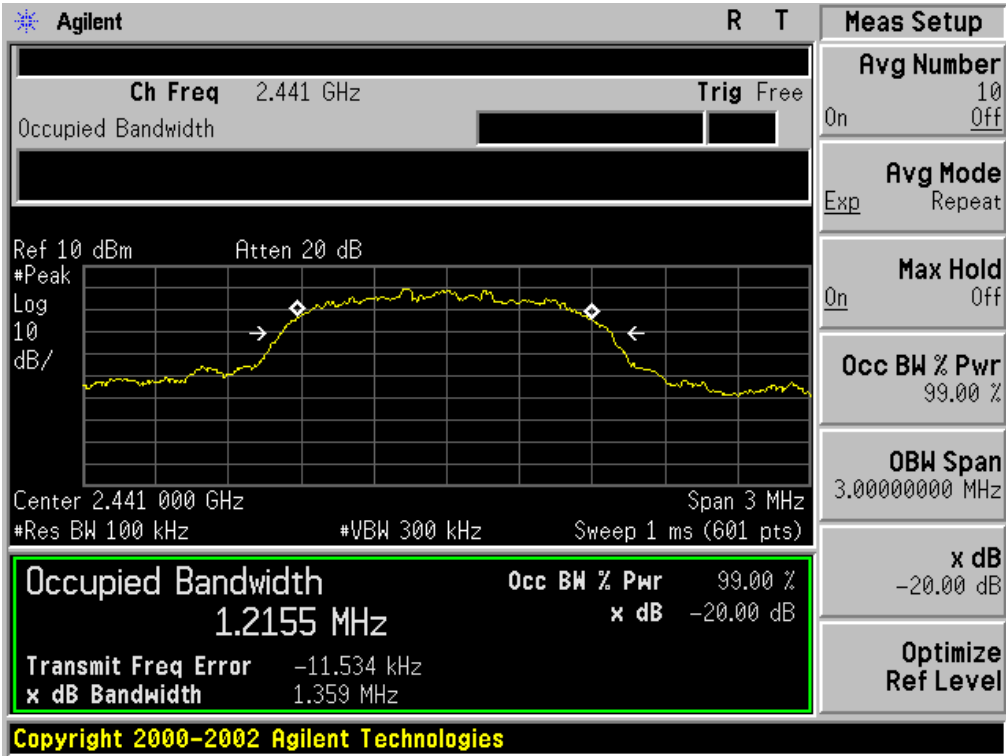 Agilent R T
Ch Freq 2.441 GHz Trig Free
Occupied Bandwidth
Ref 10 dBm Atten 20 dB
#Peak
Log
10
dB/
Center 2.441 000 GHz Span 3 MHz
#Res BW 100 kHz #VBW 300 kHz Sweep 1 ms (601 pts)
Occupied Bandwidth Occ BW % Pwr 99.00 %
1.2155 MHz x dB -20.00 dB
Transmit Freq Error -11.534 kHz
x dB Bandwidth 1.359 MHz
Copyright 2000-2002 Agilent Technologies
Meas Setup
Avg Number
10
On Off
Avg Mode
Exp Repeat
Max Hold
On Off
Occ BW % Pwr
99.00 %
OBW Span
3.00000000 MHz
x dB
-20.00 dB
Optimize
Ref Level